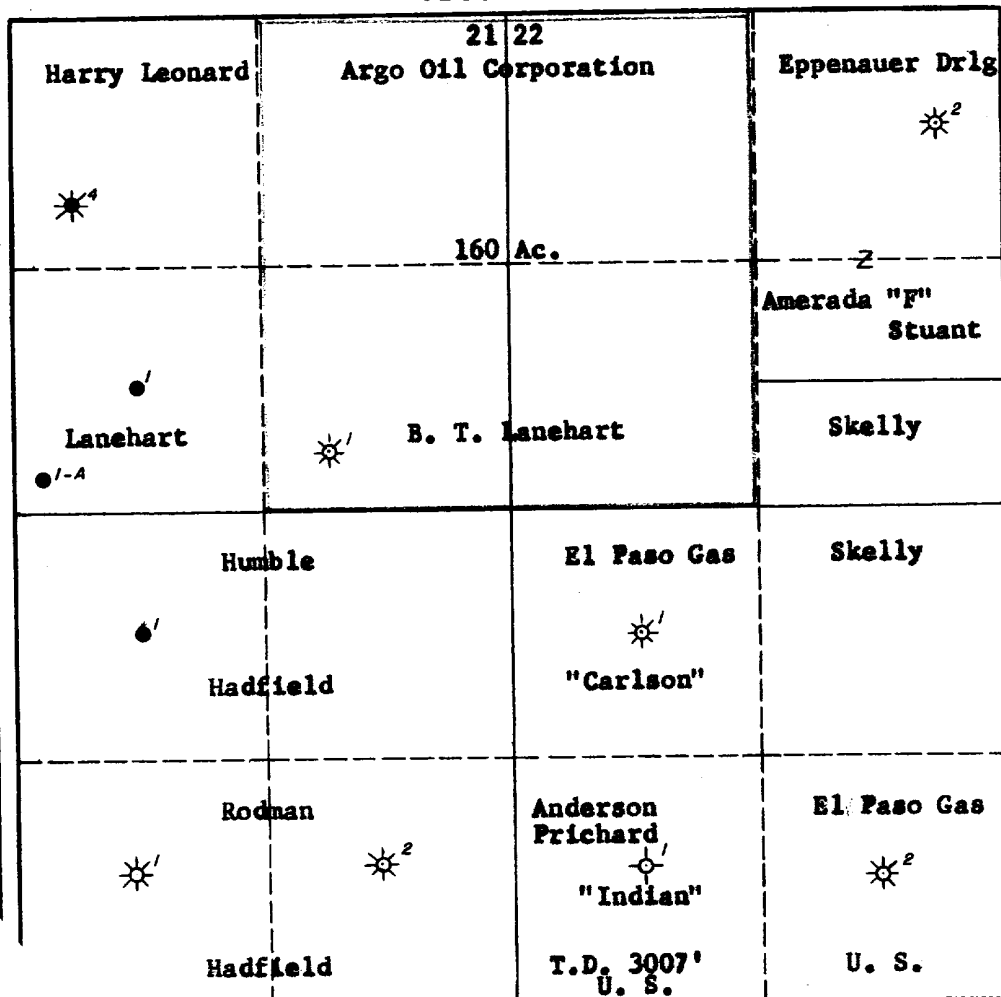 21 22
Harry Leonard
Argo Oil Corporation
Eppenauer Drlg
2
4
160 Ac.
Z
Amerada "F"
Stuant
1
Lanehart
1-A
1
B. T. Lanehart
Skelly
Humble
El Paso Gas
Skelly
1
1
Hadfield
"Carlson"
Rodman
Anderson
Prichard
El Paso Gas
1
2
1
2
"Indian"
Hadfield
T.D. 3007'
U. S.
U. S.